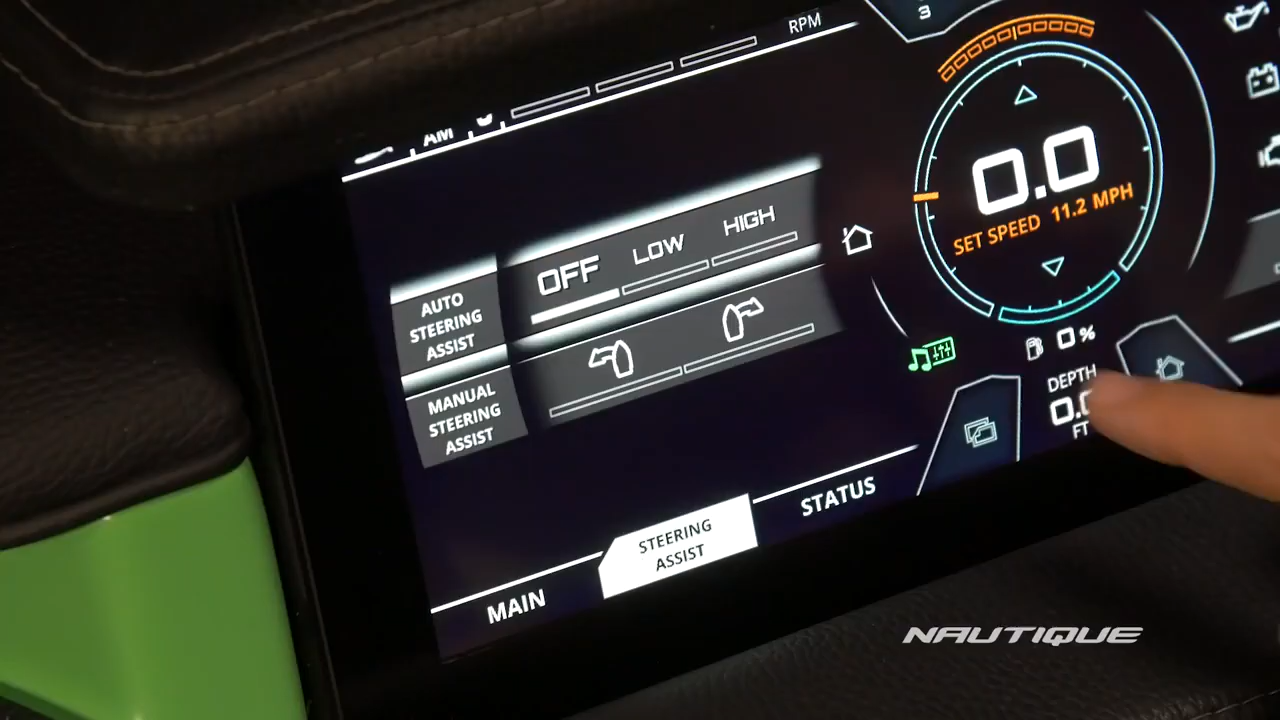 RPM
3
AM
OFF
LOW
HIGH
AUTO
STEERING
ASSIST
MANUAL
STEERING
ASSIST
0.0
SET SPEED 11.2 MPH
0 %
DEPTH
0.0
FT
MAIN
STEERING
ASSIST
STATUS
NAUTIQUE